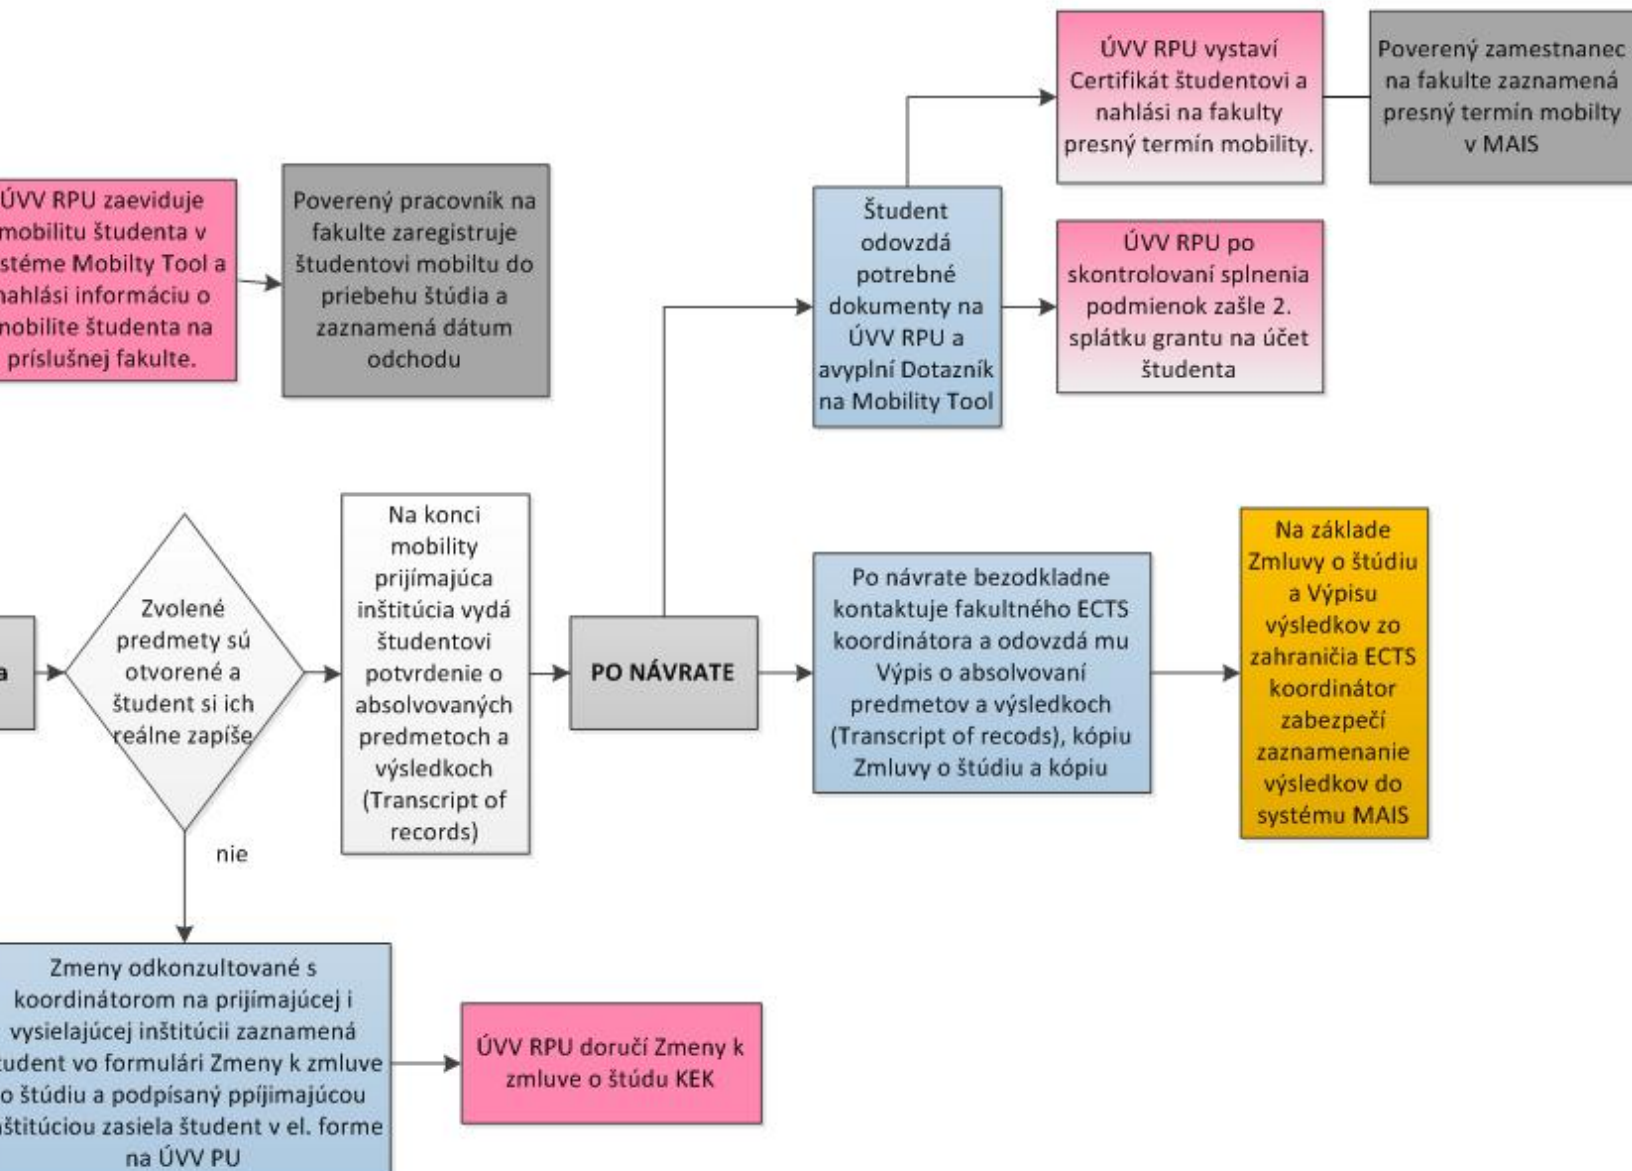 ÚVV RPU vystaví
Certifikát študentovi a
nahlási na fakulty
presný termín mobility.
Poverený zamestnanec
na fakulte zaznamená
presný termín mobilty
v MAIS
ÚVV RPU zaeviduje
mobilitu študenta v
stéme Mobilty Tool a
nahlási informáciu o
mobilite študenta na
príslušnej fakulte.
Poverený pracovník na
fakulte zaregistruje
študentovi mobiltu do
priebehu štúdia a
zaznamená dátum
odchodu
Študent
odovzdá
potrebné
dokumenty na
ÚVV RPU a
avyplní Dotazník
na Mobility Tool
ÚVV RPU po
skontrolovaní splnenia
podmienok zašle 2.
splátku grantu na účet
študenta
a
Zvolené
predmety sú
otvorené a
študent si ich
reálne zapíše
Na konci
mobility
prijímajúca
inštitúcia vydá
študentovi
potvrdenie o
absolvovaných
predmetoch a
výsledkoch
(Transcript of
records)
PO NÁVRATE
Po návrate bezodkladne
kontaktuje fakultného ECTS
koordinátora a odovzdá mu
Výpis o absolvovaní
predmetov a výsledkoch
(Transcript of recods), kópiu
Zmluvy o štúdiu a kópiu
Na základe
Zmluvy o štúdiu
a Výpisu
výsledkov zo
zahraničia ECTS
koordinátor
zabezpečí
zaznamenanie
výsledkov do
systému MAIS
nie
Zmeny odkonzultované s
koordinátorom na prijímajúcej i
vysielajúcej inštitúcii zaznamená
tudent vo formulári Zmeny k zmluve
o štúdiu a podpísaný ppíjimajúcou
štitúciou zasiela študent v el. forme
na ÚVV PU
ÚVV RPU doručí Zmeny k
zmluve o štúdu KEK